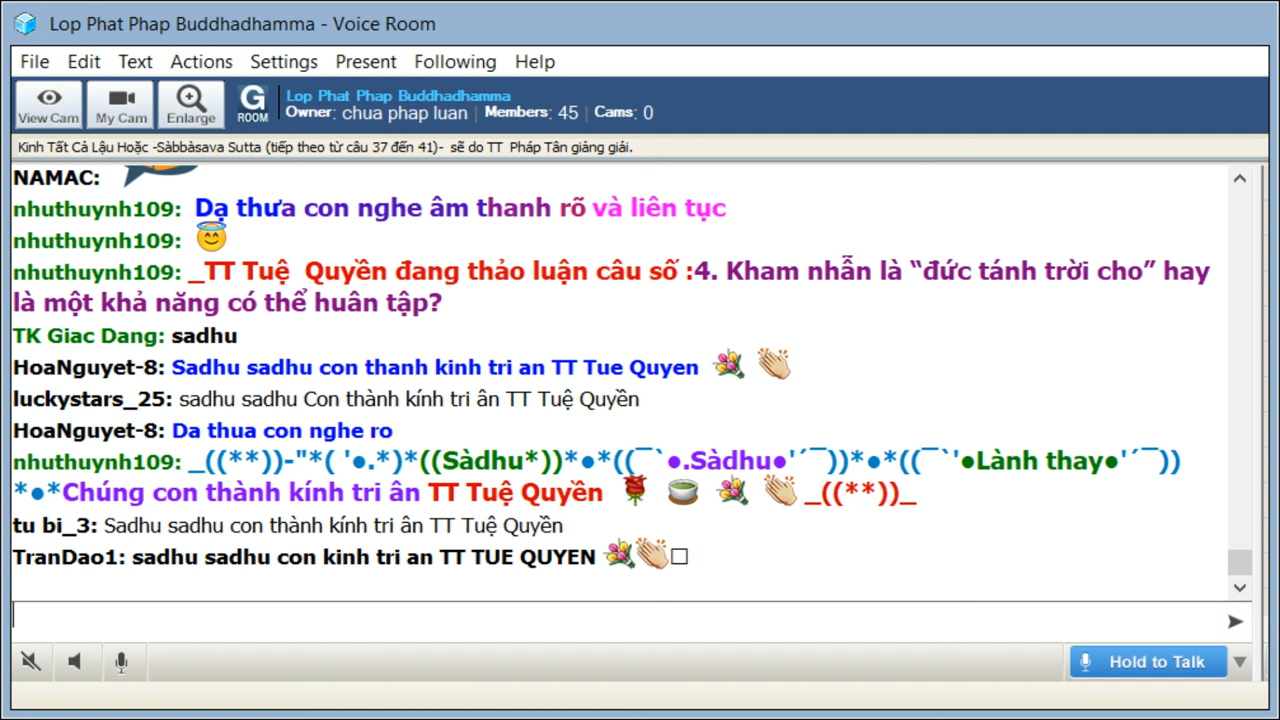 Lop Phat Phap Buddhadhamma - Voice Room
File Edit Text Actions Settings Present Following Help
View Cam My Cam Enlarge G ROOM
Lop Phat Phap Buddhadhamma
Owner: chua phap luan | Members: 45 | Cams: 0
Kinh Tất Cả Lậu Hoặc -Sàbbàsava Sutta (tiếp theo từ câu 37 đến 41)- sẽ do TT Pháp Tân giảng giải.
NAMAC:
nhuthuynh109: Dạ thưa con nghe âm thanh rõ và liên tục
nhuthuynh109:
nhuthuynh109: _TT Tuệ Quyền đang thảo luận câu số :4. Kham nhẫn là “đức tánh trời cho” hay
là một khả năng có thể huân tập?
TK Giac Dang: sadhu
HoaNguyet-8: Sadhu sadhu con thanh kinh tri an TT Tue Quyen
luckystars_25: sadhu sadhu Con thành kính tri ân TT Tuệ Quyền
HoaNguyet-8: Da thua con nghe ro
nhuthuynh109: _((**))-"*( '●.*)*((Sàdhu*))*●*((¯`●.Sàdhu●'´¯))*●*((¯`'●Lành thay●'´¯))
*●*Chúng con thành kính tri ân TT Tuệ Quyền _((**))_
tu bi_3: Sadhu sadhu con thành kính tri ân TT Tuệ Quyền
TranDao1: sadhu sadhu con kinh tri an TT TUE QUYEN
Hold to Talk